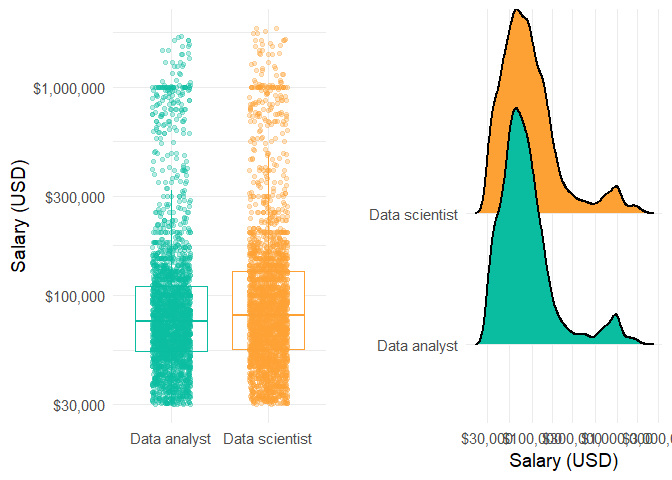 Salary (USD)
$1,000,000
$300,000
$100,000
$30,000
Data analyst Data scientist
Data scientist
Data analyst
Salary (USD)